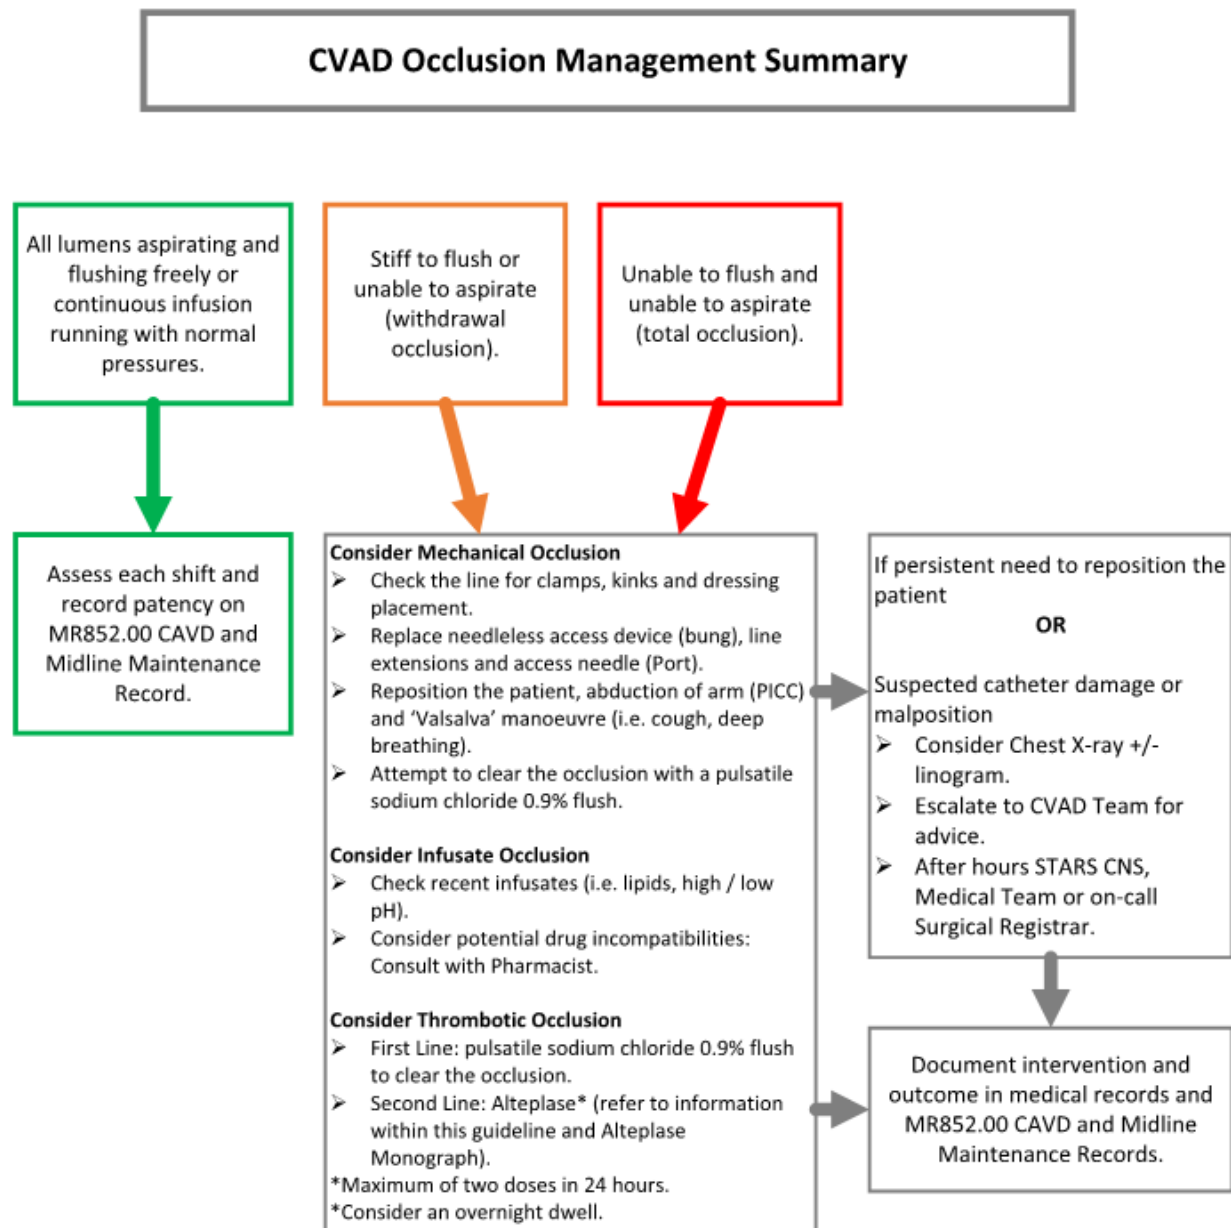 CVAD Occlusion Management Summary
All lumens aspirating and
flushing freely or
continuous infusion
running with normal
pressures.
Stiff to flush or
unable to aspirate
(withdrawal
occlusion).
Unable to flush and
unable to aspirate
(total occlusion).
Assess each shift and
record patency on
MR852.00 CAVD and
Midline Maintenance
Record.
Consider Mechanical Occlusion
➢ Check the line for clamps, kinks and dressing
placement.
➢ Replace needleless access device (bung), line
extensions and access needle (Port).
➢ Reposition the patient, abduction of arm (PICC)
and ‘Valsalva’ manoeuvre (i.e. cough, deep
breathing).
➢ Attempt to clear the occlusion with a pulsatile
sodium chloride 0.9% flush.
Consider Infusate Occlusion
➢ Check recent infusates (i.e. lipids, high / low
pH).
➢ Consider potential drug incompatibilities:
Consult with Pharmacist.
Consider Thrombotic Occlusion
➢ First Line: pulsatile sodium chloride 0.9% flush
to clear the occlusion.
➢ Second Line: Alteplase* (refer to information
within this guideline and Alteplase
Monograph).
*Maximum of two doses in 24 hours.
*Consider an overnight dwell.
If persistent need to reposition the
patient
OR
Suspected catheter damage or
malposition
➢ Consider Chest X-ray +/-
linogram.
➢ Escalate to CVAD Team for
advice.
➢ After hours STARS CNS,
Medical Team or on-call
Surgical Registrar.
Document intervention and
outcome in medical records and
MR852.00 CAVD and Midline
Maintenance Records.